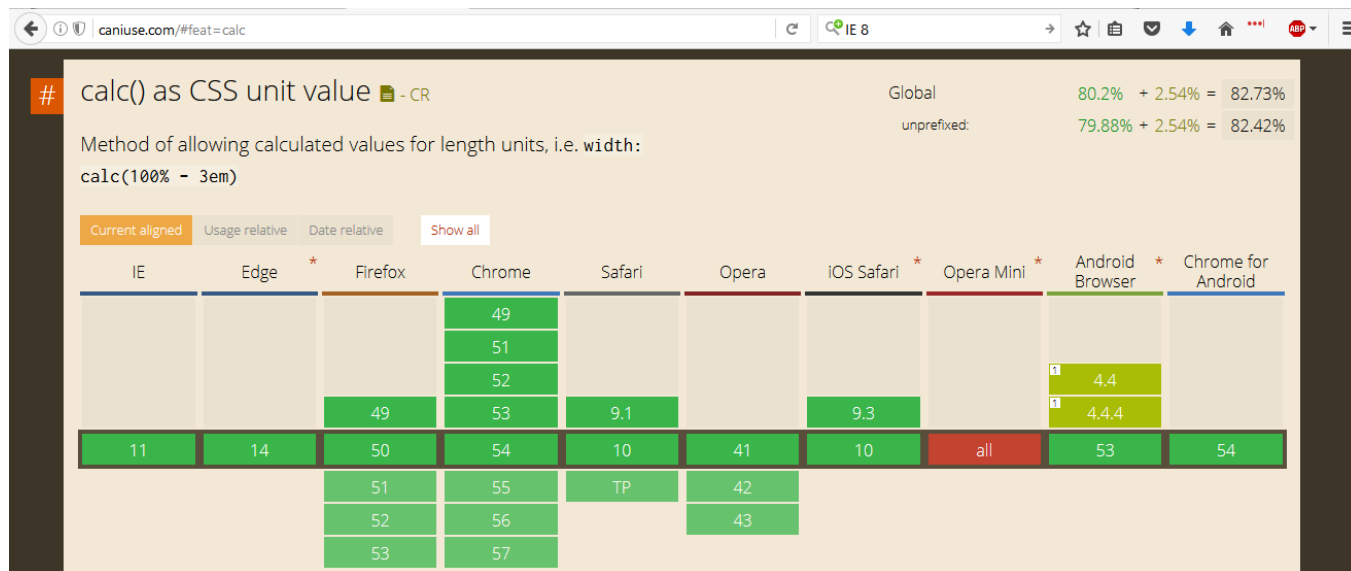 caniuse.com/#feat=calc
IE 8
ABP
#
calc() as CSS unit value - CR
Global 80.2% + 2.54% = 82.73%
unprefixed: 79.88% + 2.54% = 82.42%
Method of allowing calculated values for length units, i.e. width:
calc(100% - 3em)
Current aligned Usage relative Date relative Show all
IE Edge * Firefox Chrome Safari Opera iOS Safari * Opera Mini * Android Browser * Chrome for Android
49
51
52 1 4.4
49 53 9.1 9.3 1 4.4.4
11 14 50 54 10 41 10 all 53 54
51 55 TP 42
52 56 43
53 57